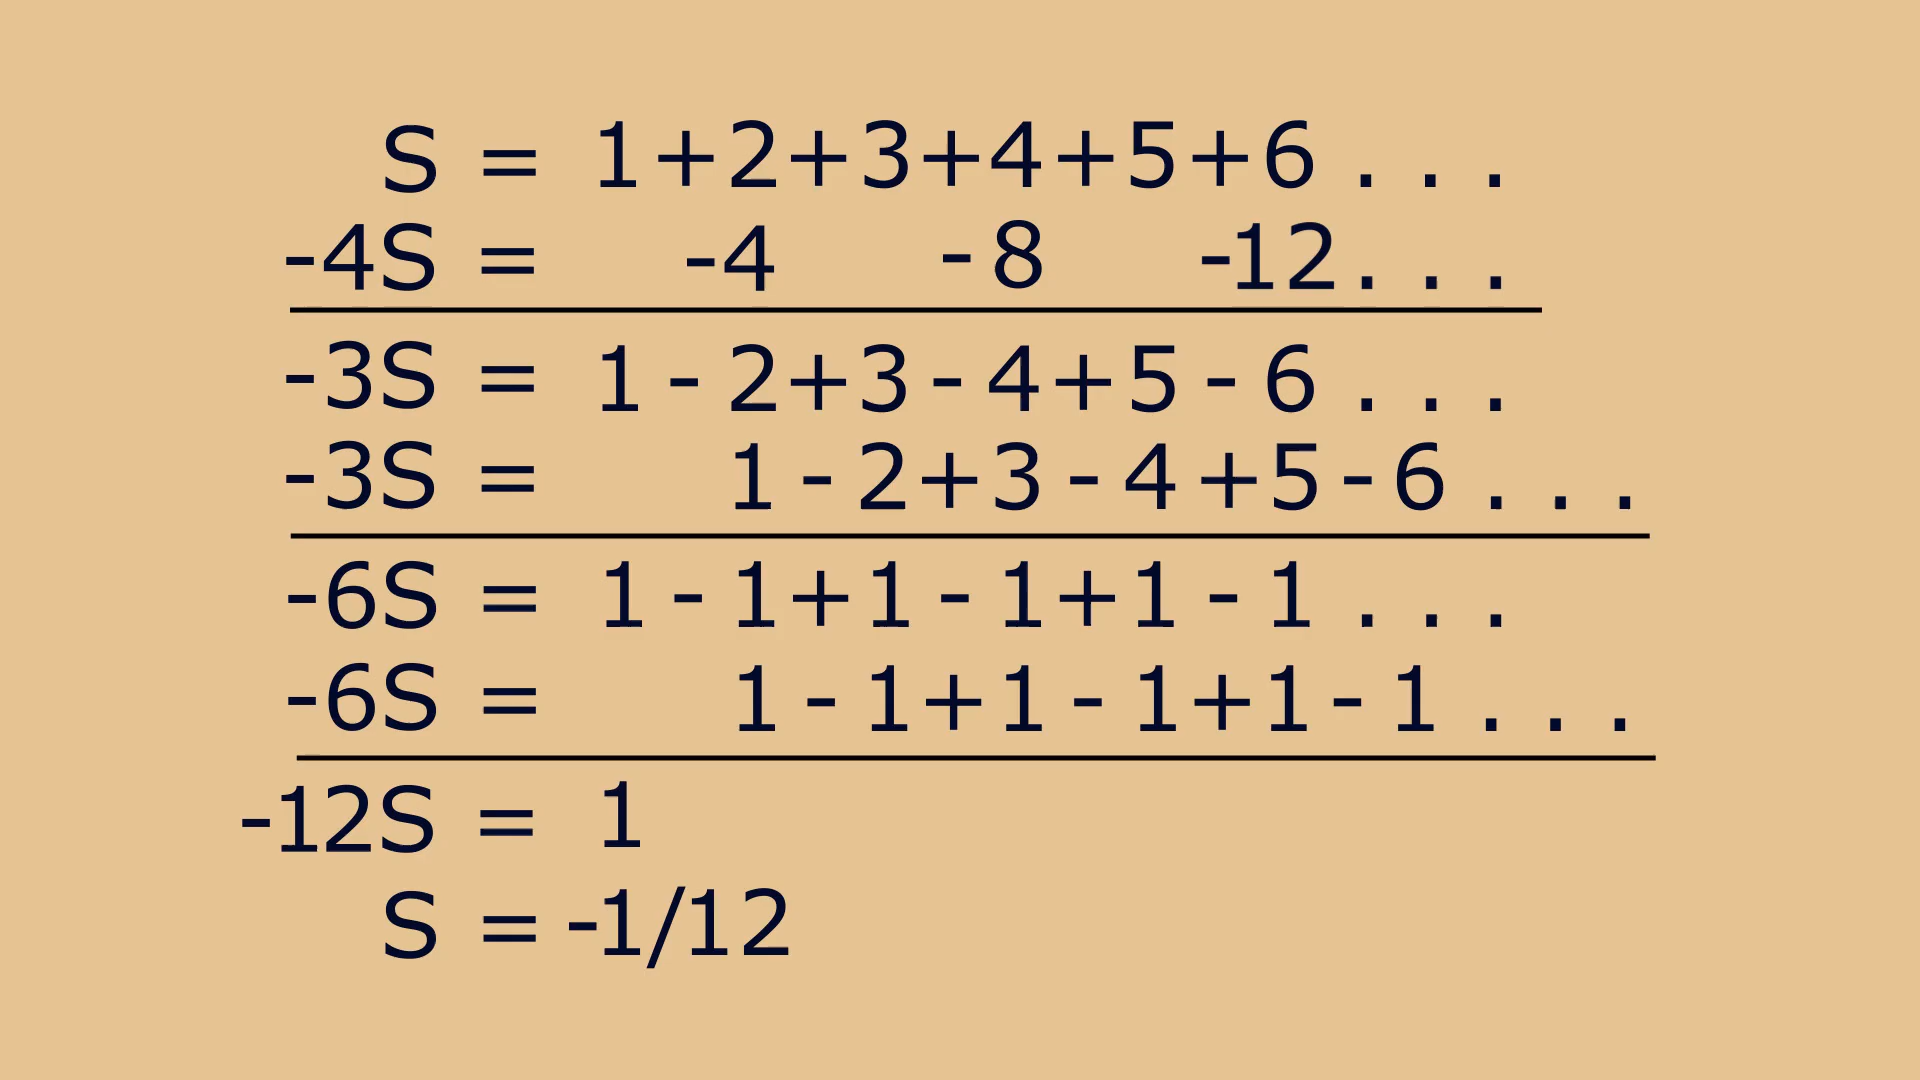 S = 1+2+3+4+5+6 . . .
-4S = -4 -8 -12 . . .
-3S = 1-2+3-4+5-6 . . .
-3S = 1-2+3-4+5-6 . . .
-6S = 1-1+1-1+1-1 . . .
-6S = 1-1+1-1+1-1 . . .
-12S = 1
S = -1/12